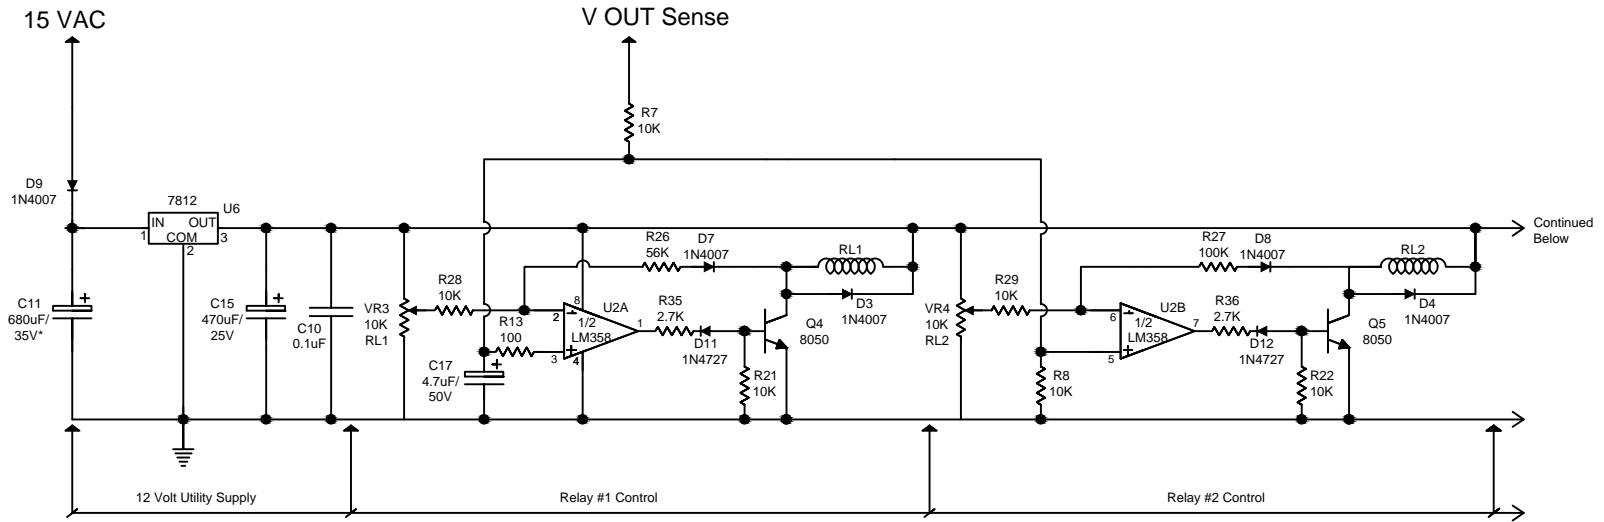 15 VAC
V OUT Sense
R7
10K
D9
1N4007
7812
U6
IN
OUT
COM
1
2
3
Continued
Below
C11
680uF/
35V*
+
C15
470uF/
25V
+
C10
0.1uF
VR3
10K
RL1
R28
10K
R13
100
C17
4.7uF/
50V
+
R26
56K
D7
1N4007
RL1
D3
1N4007
8
2
3
4
1
U2A
1/2
LM358
R35
2.7K
D11
1N4727
R21
10K
Q4
8050
VR4
10K
RL2
R29
10K
R8
10K
R27
100K
D8
1N4007
RL2
D4
1N4007
6
5
7
U2B
1/2
LM358
R36
2.7K
D12
1N4727
R22
10K
Q5
8050
12 Volt Utility Supply
Relay #1 Control
Relay #2 Control